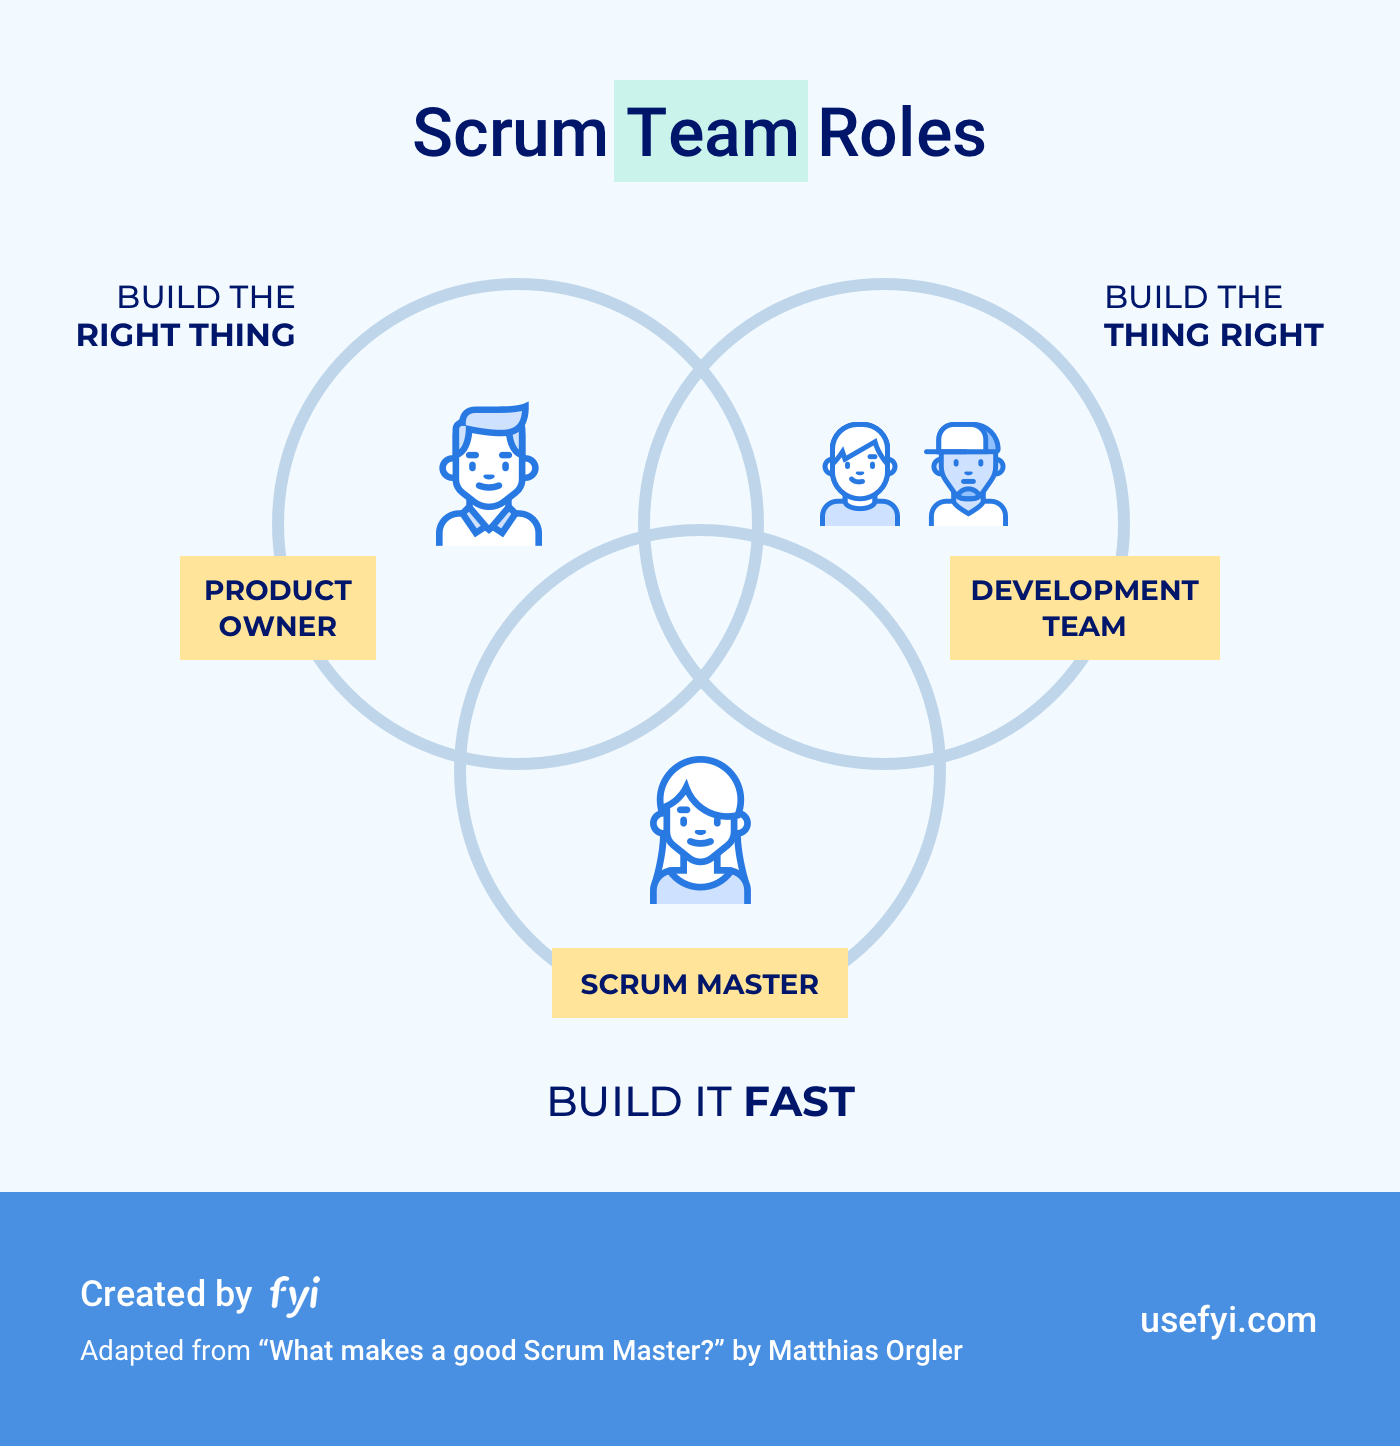 Scrum Team Roles
BUILD THE
RIGHT THING
BUILD THE
THING RIGHT
PRODUCT
OWNER
DEVELOPMENT
TEAM
SCRUM MASTER
BUILD IT FAST
Created by fyi
Adapted from “What makes a good Scrum Master?” by Matthias Orgler
usefyi.com